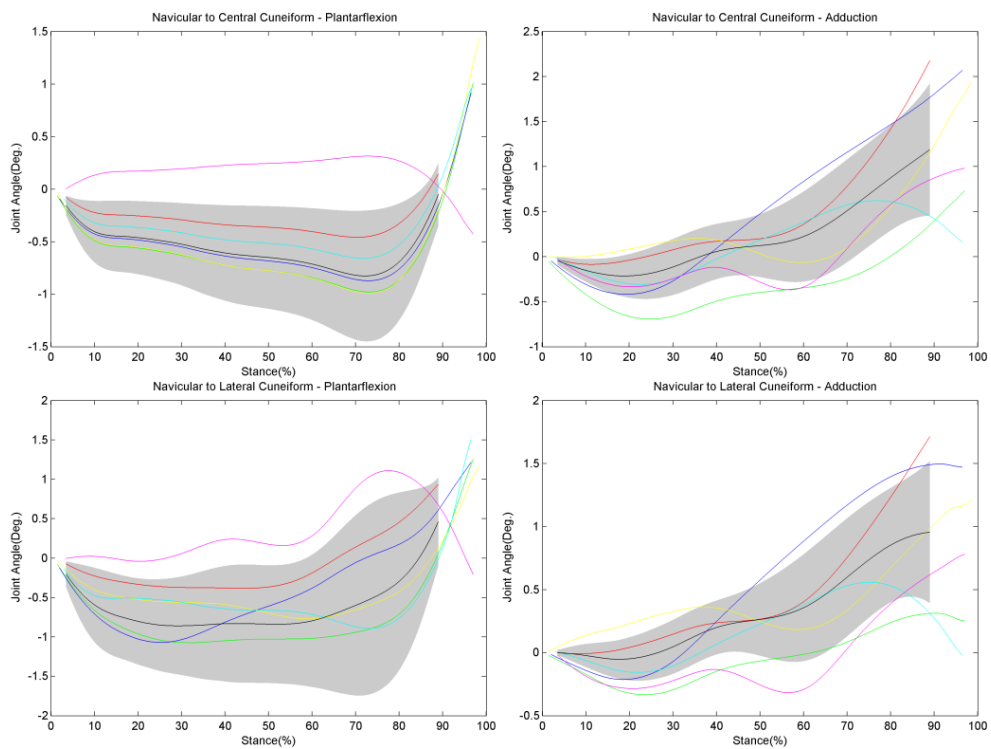 Navicular to Central Cuneiform - Plantarflexion
1.5
1
0.5
0
-0.5
-1
-1.5
Joint Angle(Deg.)
0 10 20 30 40 50 60 70 80 90 100
Stance(%)
Navicular to Central Cuneiform - Adduction
2.5
2
1.5
1
0.5
0
-0.5
-1
Joint Angle(Deg.)
0 10 20 30 40 50 60 70 80 90 100
Stance(%)
Navicular to Lateral Cuneiform - Plantarflexion
2
1.5
1
0.5
0
-0.5
-1
-1.5
-2
Joint Angle(Deg.)
0 10 20 30 40 50 60 70 80 90 100
Stance(%)
Navicular to Lateral Cuneiform - Adduction
2
1.5
1
0.5
0
-0.5
Joint Angle(Deg.)
0 10 20 30 40 50 60 70 80 90 100
Stance(%)